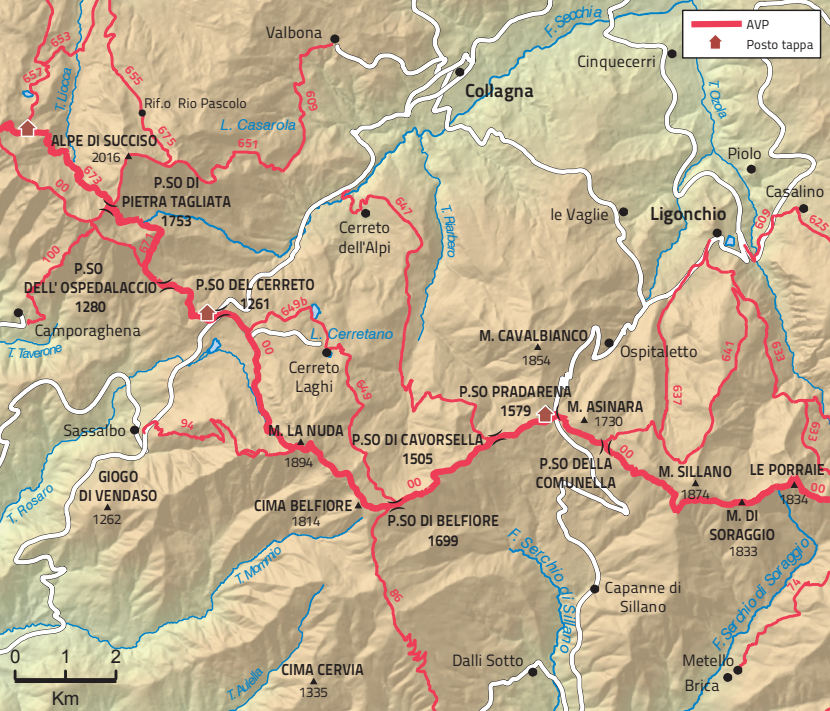 AVP
Posto tappa
F. Secchia
Valbona
Cinquecerri
Collagna
653
657
T. Liocca
655
Rif.o Rio Pascolo
609
T. Ozola
L. Casarola
675
651
ALPE DI SUCCISO
2016
673
00
P.SO DI
PIETRA TAGLIATA
1753
Piolo
Casalino
625
609
647
le Vaglie
Ligonchio
Cerreto
dell'Alpi
T. Riarbero
671
100
P.SO
DELL' OSPEDALACCIO
1280
P.SO DEL CERRETO
1261
649b
Camporaghena
T. Taverone
L. Cerretano
00
M. CAVALBIANCO
1854
Ospitaletto
641
633
Cerreto
Laghi
649
637
P.SO PRADARENA
1579
M. ASINARA
1730
Sassalbo
94
M. LA NUDA
1894
P.SO DI CAVORSELLA
1505
633
00
P.SO DELLA
COMUNELLA
M. SILLANO
1874
LE PORRAIE
1834
00
GIOGO
DI VENDASO
1262
T. Rosaro
00
CIMA BELFIORE
1814
P.SO DI BELFIORE
1699
M. DI
SORAGGIO
1833
T. Mommio
F. Serchio di Sillano
F. Serchio di Soraggio
74
96
Capanne di
Sillano
0 1 2
Km
CIMA CERVIA
1335
T. Aulella
Dalli Sotto
Metello
Brica